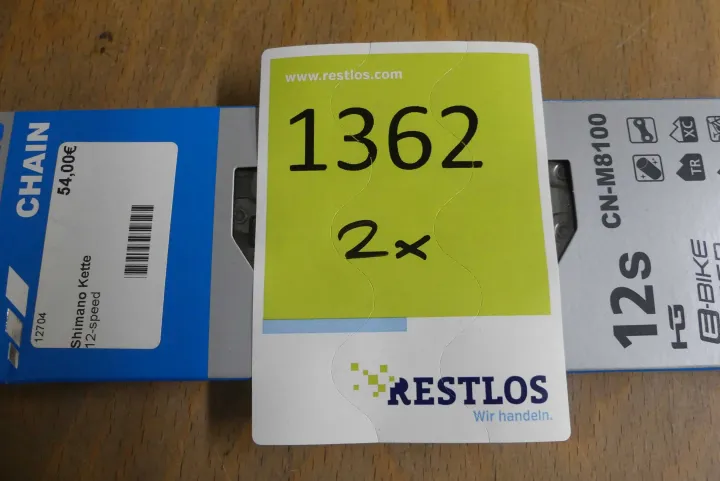 CHAIN
54,00€
Shimano Kette
12-speed
12704
www.restlos.com
1362
2x
RESTLOS
Wir handeln.
CN-M8100
12s
HG
E-BIKE
XC
TR